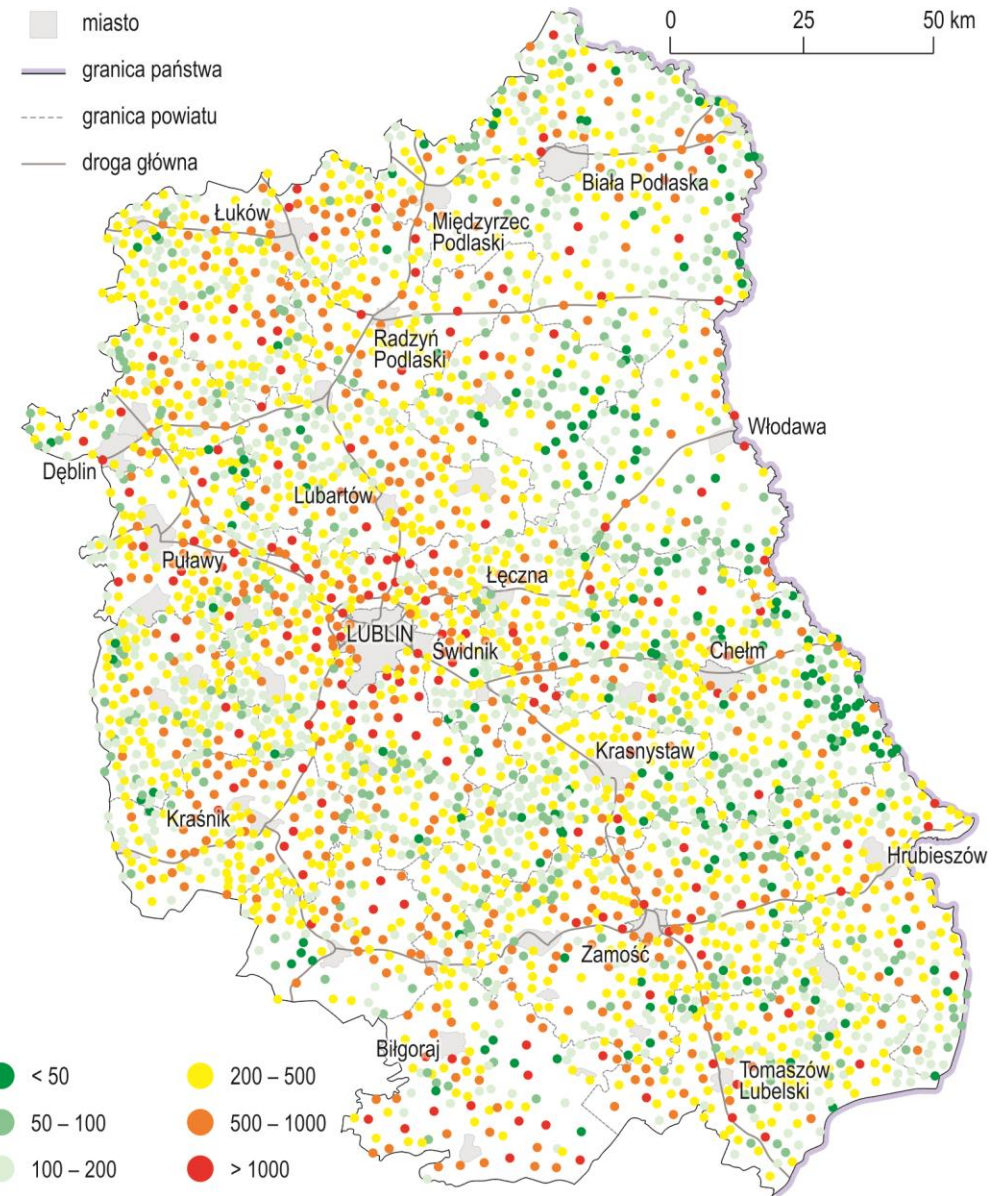 miasto
granica państwa
granica powiatu
droga główna
0 25 50 km
Biała Podlaska
Łuków
Międzyrzec
Podlaski
Radzyń
Podlaski
Włodawa
Dęblin
Lubartów
Puławy
Łęczna
LUBLIN
Świdnik
Chełm
Krasnystaw
Kraśnik
Hrubieszów
Zamość
Biłgoraj
Tomaszów
Lubelski
< 50
50 – 100
100 – 200
200 – 500
500 – 1000
> 1000